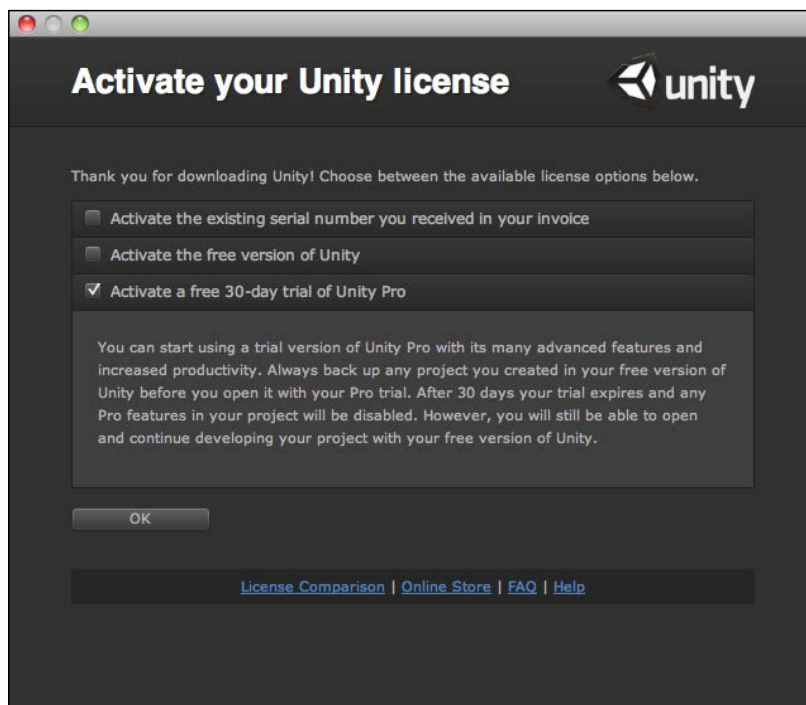 Activate your Unity license
unity
Thank you for downloading Unity! Choose between the available license options below.
Activate the existing serial number you received in your invoice
Activate the free version of Unity
Activate a free 30-day trial of Unity Pro
You can start using a trial version of Unity Pro with its many advanced features and
increased productivity. Always back up any project you created in your free version of
Unity before you open it with your Pro trial. After 30 days your trial expires and any
Pro features in your project will be disabled. However, you will still be able to open
and continue developing your project with your free version of Unity.
OK
License Comparison | Online Store | FAQ | Help